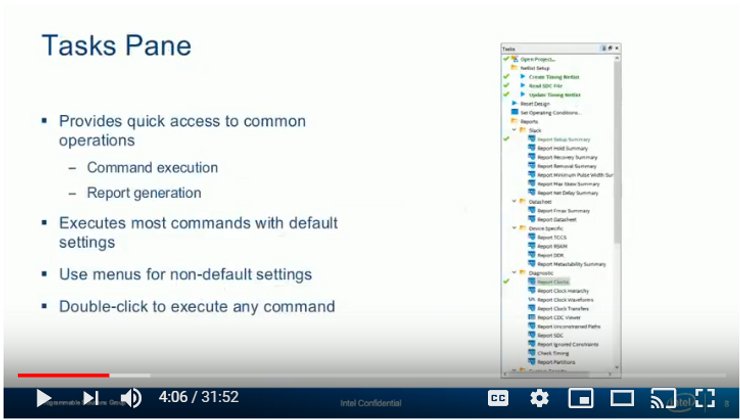 Tasks Pane
Provides quick access to common
operations
– Command execution
– Report generation
Executes most commands with default
settings
Use menus for non-default settings
Double-click to execute any command
Tasks
Open Project...
Netlist Setup
Create Timing Netlist
Read SDC File
Update Timing Netlist
Reset Design
Set Operating Conditions...
Reports
Slack
Report Setup Summary
Report Hold Summary
Report Recovery Summary
Report Removal Summary
Report Minimum Pulse Width Sur
Report Max Skew Summary
Report Net Delay Summary
Datasheet
Report Fmax Summary
Report Datasheet
Device Specific
Report TCCS
Report RSKM
Report DDR
Report Metastability Summary
Diagnostic
Report Clocks
Report Clock Hierarchy
Report Clock Waveforms
Report Clock Transfers
Report CDC Viewer
Report Unconstrained Paths
Report SDC
Report Ignored Constraints
Check Timing
Report Partitions
4:06 / 31:52
CC
Programmable Solutions Group
Intel Confidential
intel
8